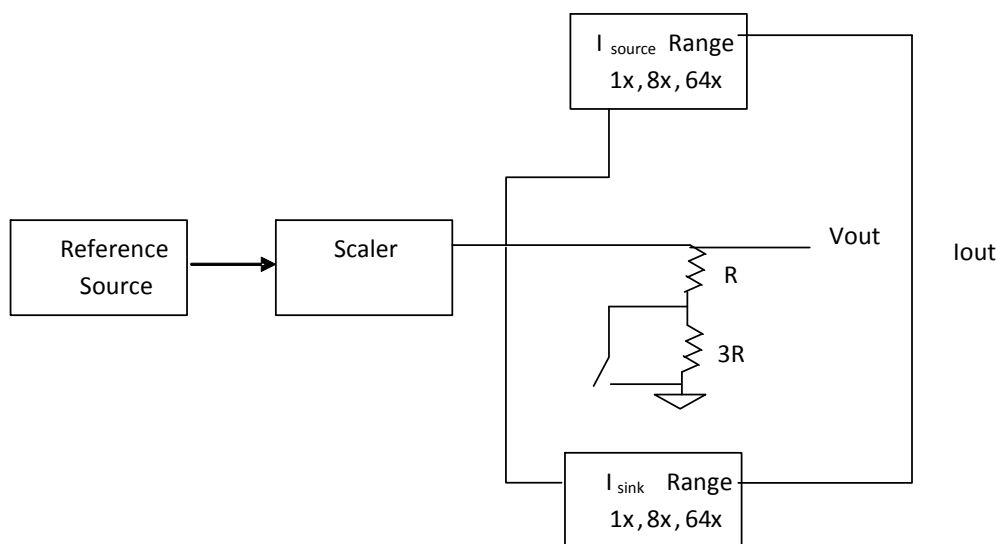 I source Range
1x, 8x, 64x
Reference
Source
Scaler
Vout
Iout
R
3R
I sink Range
1x, 8x, 64x